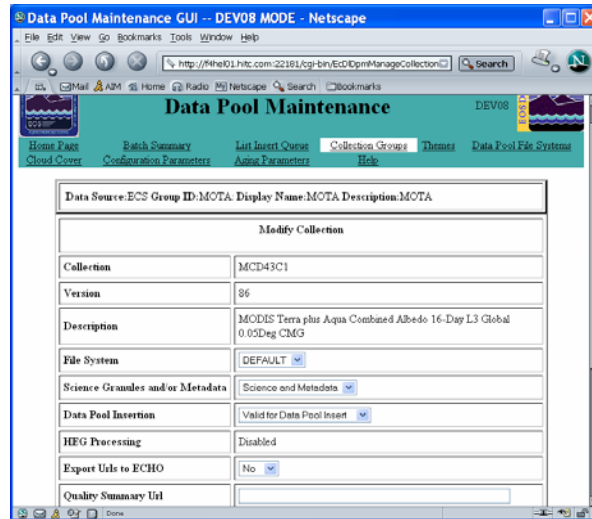 Data Pool Maintenance GUI -- DEV08 MODE - Netscape
File Edit View Go Bookmarks Tools Window Help
http://f4hel01.hitc.com:22181/cgi-bin/EcDlDpmManageCollection Search
Mail AIM Home Radio My Netscape Search Bookmarks
Data Pool Maintenance DEV08
Home Page Batch Summary List Insert Queue Collection Groups Themes Data Pool File Systems
Cloud Cover Configuration Parameters Aging Parameters Help
Data Source:ECS Group ID:MOTA: Display Name:MOTA Description:MOTA
Modify Collection
Collection MCD43C1
Version 86
Description MODIS Terra plus Aqua Combined Albedo 16-Day L3 Global
0.05Deg CMG
File System DEFAULT
Science Granules and/or Metadata Science and Metadata
Data Pool Insertion Valid for Data Pool Insert
HEG Processing Disabled
Export Urls to ECHO No
Quality Summary Url
Done